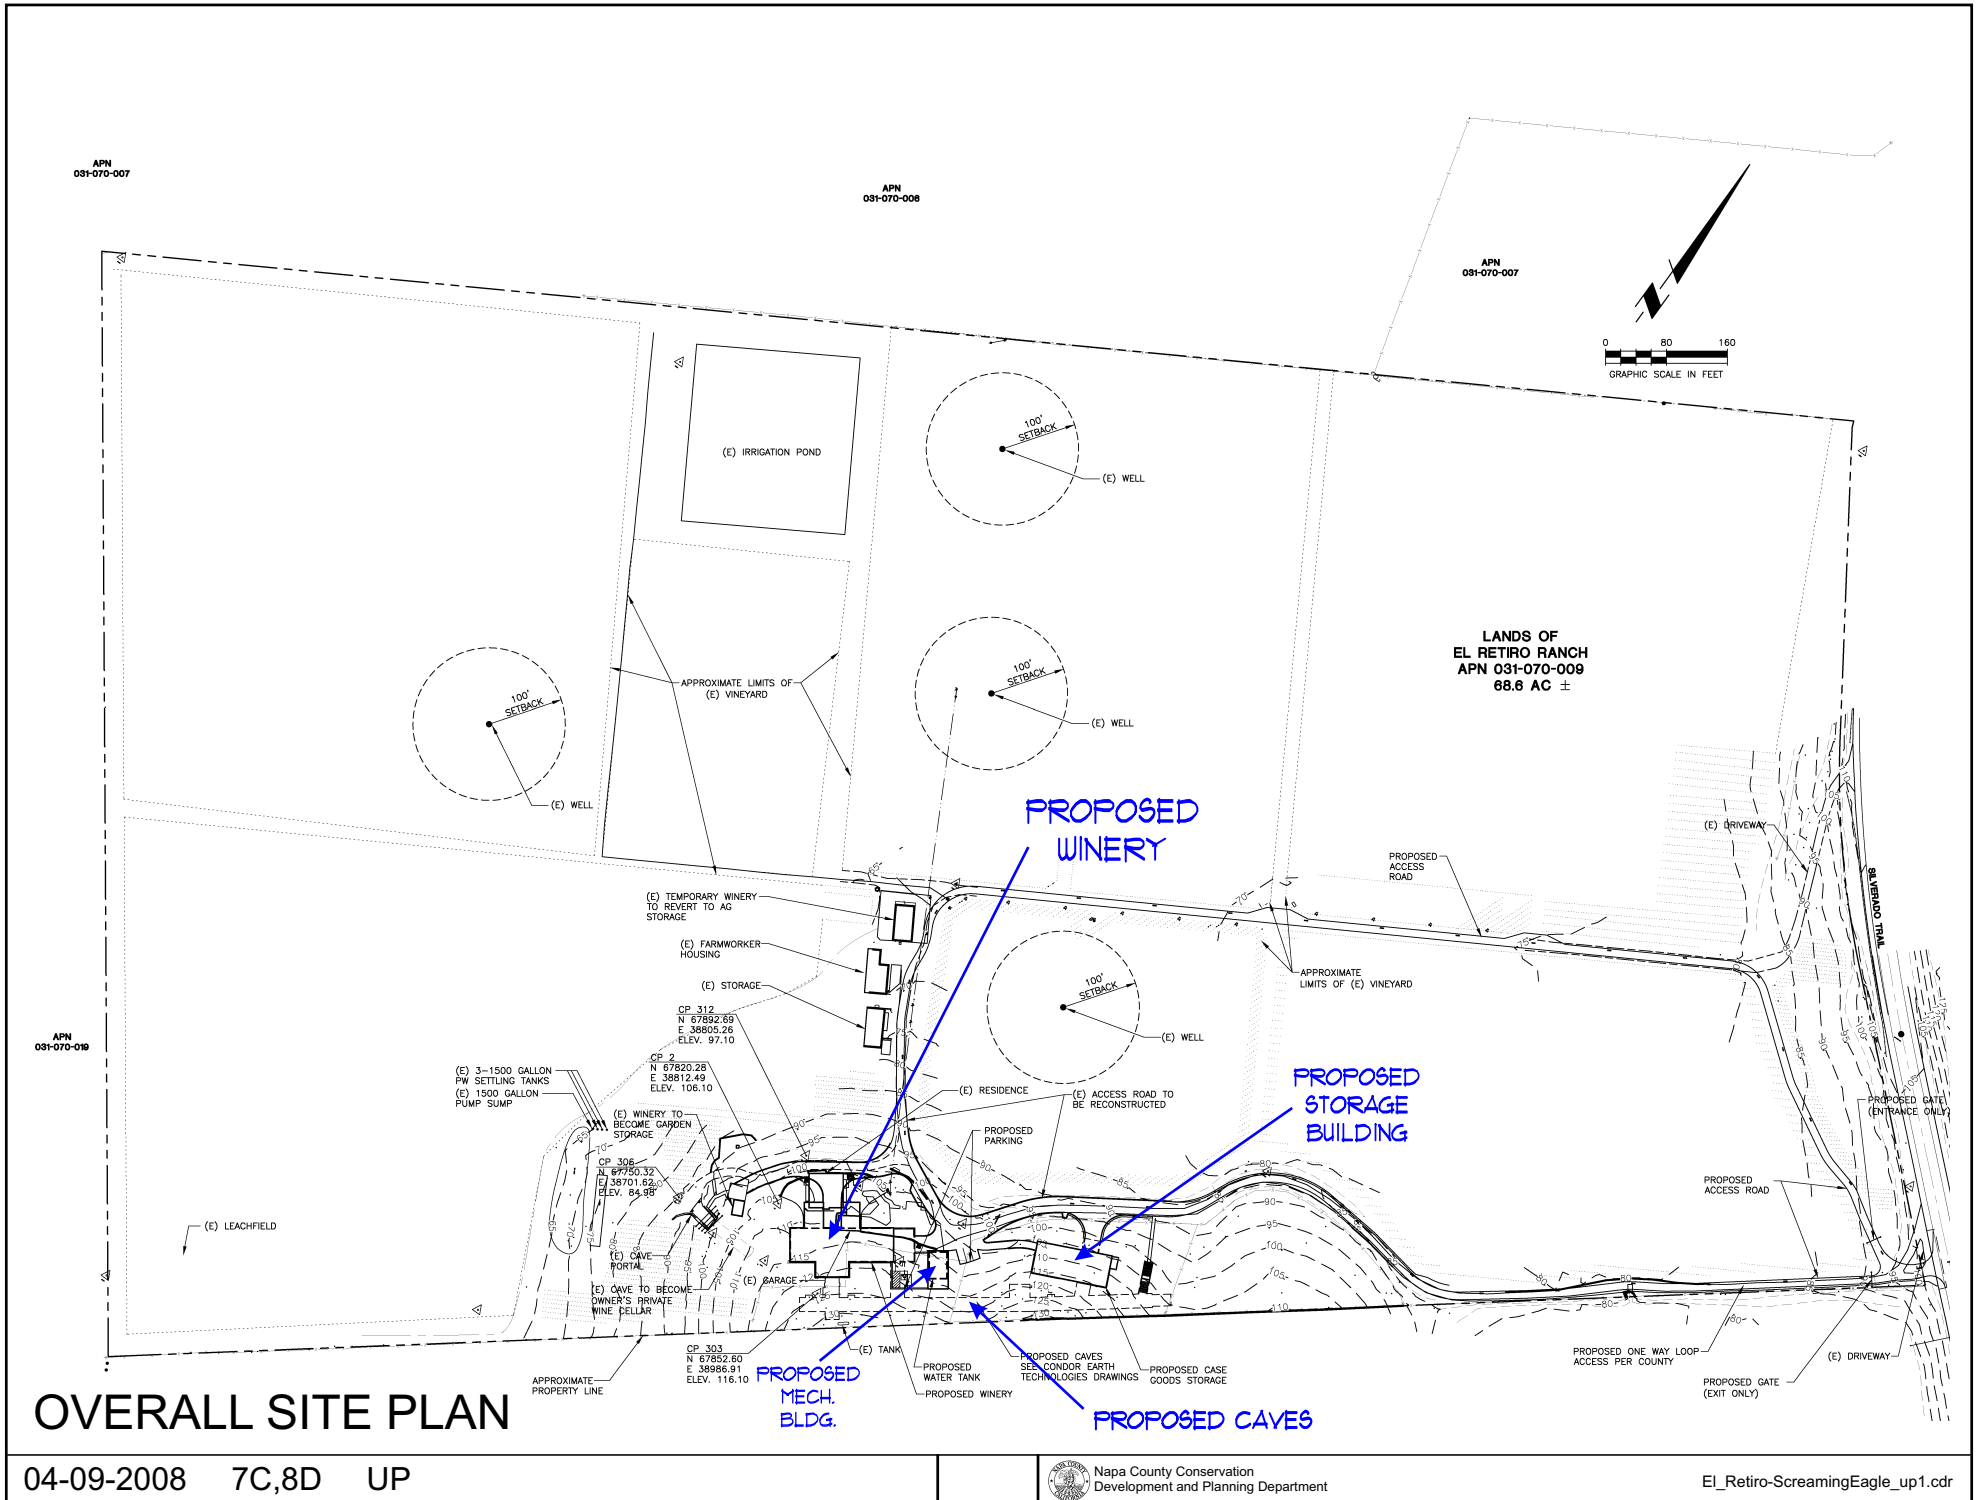 APN
031-070-007
APN
031-070-006
APN
031-070-007
0 80 160
GRAPHIC SCALE IN FEET
(E) IRRIGATION POND
100'
SETBACK
(E) WELL
LANDS OF
EL RETIRO RANCH
APN 031-070-009
68.6 AC ±
APPROXIMATE LIMITS OF
(E) VINEYARD
100'
SETBACK
(E) WELL
100'
SETBACK
(E) WELL
PROPOSED
WINERY
(E) DRIVEWAY
SILVERADO TRAIL
PROPOSED
ACCESS
ROAD
(E) TEMPORARY WINERY
TO REVERT TO AG
STORAGE
(E) FARMWORKER
HOUSING
(E) STORAGE
100'
SETBACK
(E) WELL
APPROXIMATE
LIMITS OF (E) VINEYARD
APN
031-070-019
CP 312
N 67892.69
E 38805.26
ELEV. 97.10
CP 2
N 67820.28
E 38812.49
ELEV. 106.10
(E) 3-1500 GALLON
PW SETTLING TANKS
(E) 1500 GALLON
PUMP SUMP
(E) WINERY TO
BECOME GARDEN
STORAGE
CP 306
N 67750.32
E 38701.62
ELEV. 84.98
(E) RESIDENCE
(E) ACCESS ROAD TO
BE RECONSTRUCTED
PROPOSED
PARKING
PROPOSED
STORAGE
BUILDING
PROPOSED GATE
(ENTRANCE ONLY)
PROPOSED
ACCESS ROAD
(E) LEACHFIELD
(E) CAVE
PORTAL
(E) GARAGE
(E) CAVE TO BECOME
OWNER'S PRIVATE
WINE CELLAR
CP 303
N 67852.60
E 38986.91
ELEV. 116.10
(E) TANK
PROPOSED
WATER TANK
PROPOSED WINERY
PROPOSED CAVES
SEE CONDOR EARTH
TECHNOLOGIES DRAWINGS
PROPOSED CASE
GOODS STORAGE
PROPOSED ONE WAY LOOP
ACCESS PER COUNTY
(E) DRIVEWAY
PROPOSED GATE
(EXIT ONLY)
APPROXIMATE
PROPERTY LINE
PROPOSED
MECH.
BLDG.
PROPOSED CAVES
OVERALL SITE PLAN
04-09-2008 7C,8D UP
Napa County Conservation
Development and Planning Department
El_Retiro-ScreamingEagle_up1.cdr